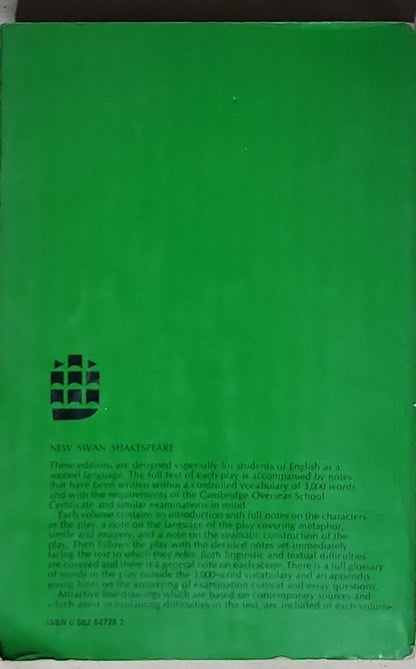 NEW SWAN SHAKESPEARE
These editions are designed especially for students of English as a
second language. The full text of each play is accompanied by notes
that have been written within a controlled vocabulary of 3,000 words
and with the requirements of the Cambridge Overseas School
Certificate and similar examinations in mind.
Each volume contains an introduction with full notes on the characters
in the play, a note on the language of the play covering metaphor,
simile and imagery, and a note on the dramatic construction of the
play. Then follows the play with the detailed notes set immediately
facing the text to which they refer. Both linguistic and textual difficulties
are covered and there is a general note on each scene. There is a full glossary
of words in the play outside the 3,000-word vocabulary and an appendix
giving hints on the answering of examination context and essay questions.
Attractive line drawings which are based on contemporary sources and
which assist in explaining difficulties in the text, are included in each volume
ISBN 0 582 52728 2